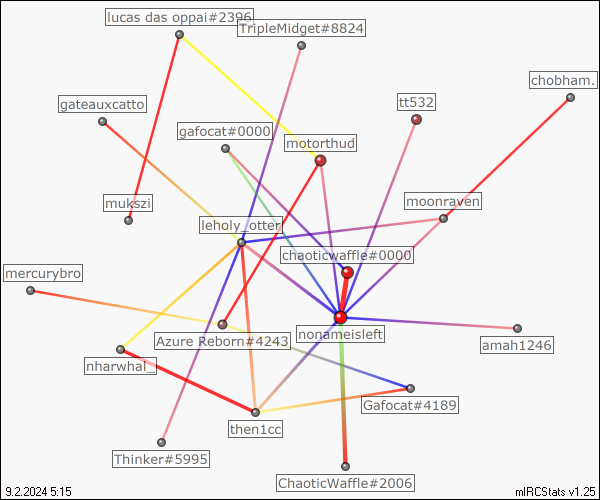 lucas das oppai#2396
TripleMidget#8824
chobham.
gateauxcatto
tt532
gafocat#0000
motorthud
mukszi
moonraven
leholy_otter
chaoticwaffle#0000
mercurybro
nonameisleft
Azure Reborn#4243
amah1246
nharwhal_
Gafocat#4189
then1cc
Thinker#5995
ChaoticWaffle#2006
9.2.2024 5:15
mIRCStats v1.25